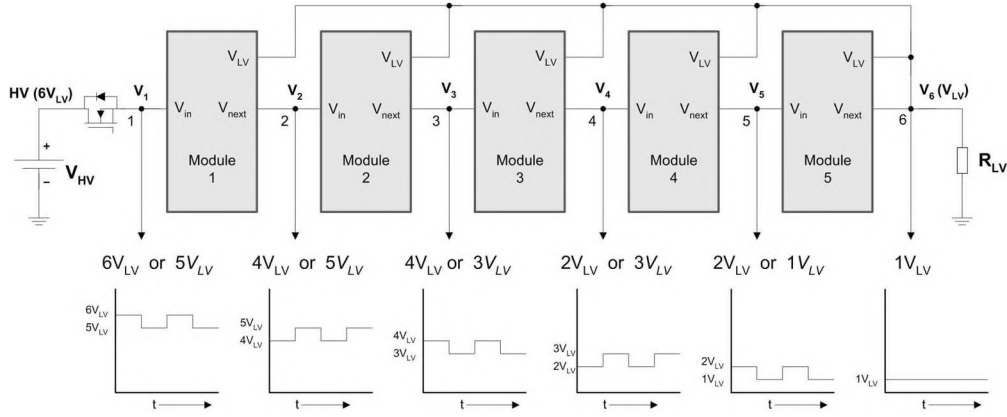 V_LV V_LV V_LV V_LV V_LV
HV (6V_LV) V_1 V_2 V_3 V_4 V_5 V_6 (V_LV)
1 V_in V_next 2 V_in V_next 3 V_in V_next 4 V_in V_next 5 V_in V_next 6
+
V_HV
−
Module 1
Module 2
Module 3
Module 4
Module 5
R_LV
6V_LV or 5V_LV
4V_LV or 5V_LV
4V_LV or 3V_LV
2V_LV or 3V_LV
2V_LV or 1V_LV
1V_LV
6V_LV
5V_LV
t
5V_LV
4V_LV
t
4V_LV
3V_LV
t
3V_LV
2V_LV
t
2V_LV
1V_LV
t
1V_LV
t